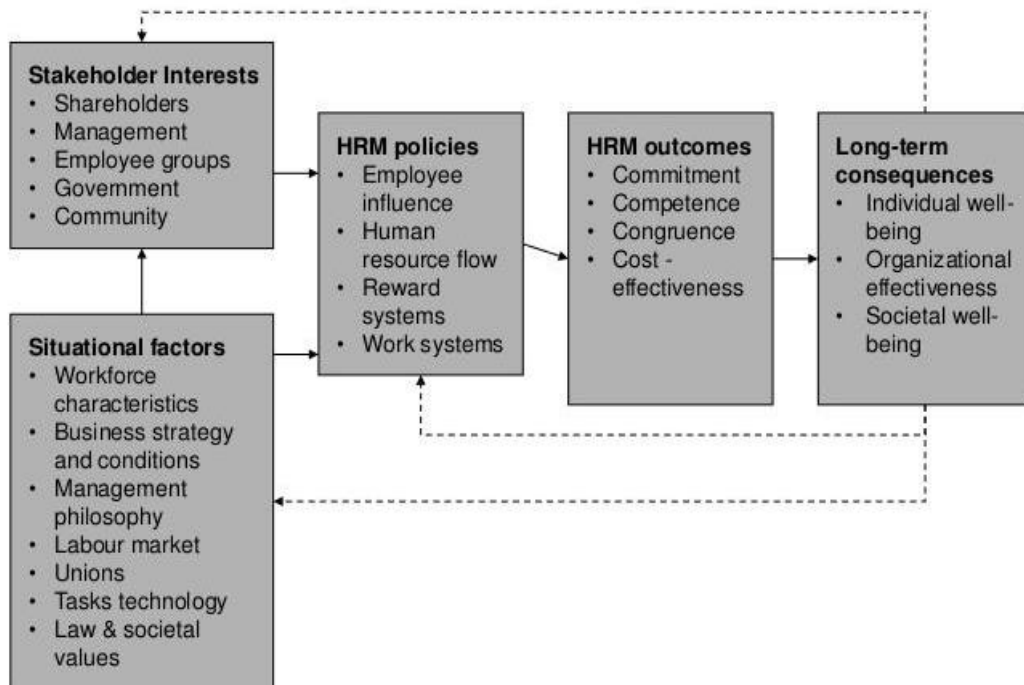 Stakeholder Interests
• Shareholders
• Management
• Employee groups
• Government
• Community
Situational factors
• Workforce
characteristics
• Business strategy
and conditions
• Management
philosophy
• Labour market
• Unions
• Tasks technology
• Law & societal
values
HRM policies
• Employee
influence
• Human
resource flow
• Reward
systems
• Work systems
HRM outcomes
• Commitment
• Competence
• Congruence
• Cost -
effectiveness
Long-term
consequences
• Individual well-
being
• Organizational
effectiveness
• Societal well-
being